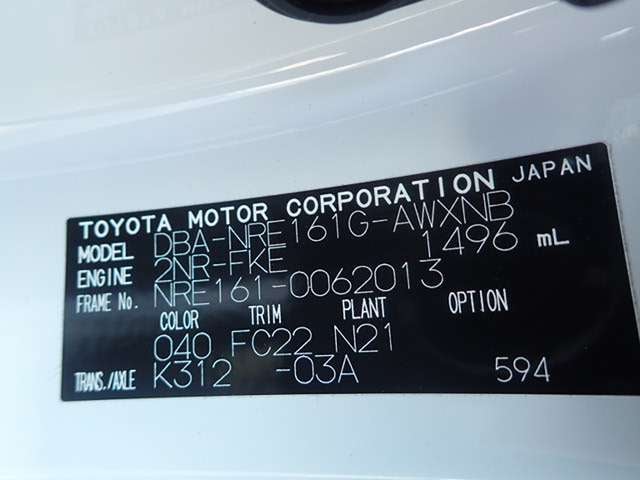 TOYOTA MOTOR CORPORATION JAPAN
MODEL DBA-NRE161G-AWXNB
ENGINE 2NR-FKE 1496 mL
FRAME No. NRE161-0062013
COLOR TRIM PLANT OPTION
040 FC22 N21
TRANS./AXLE K312 -03A 594